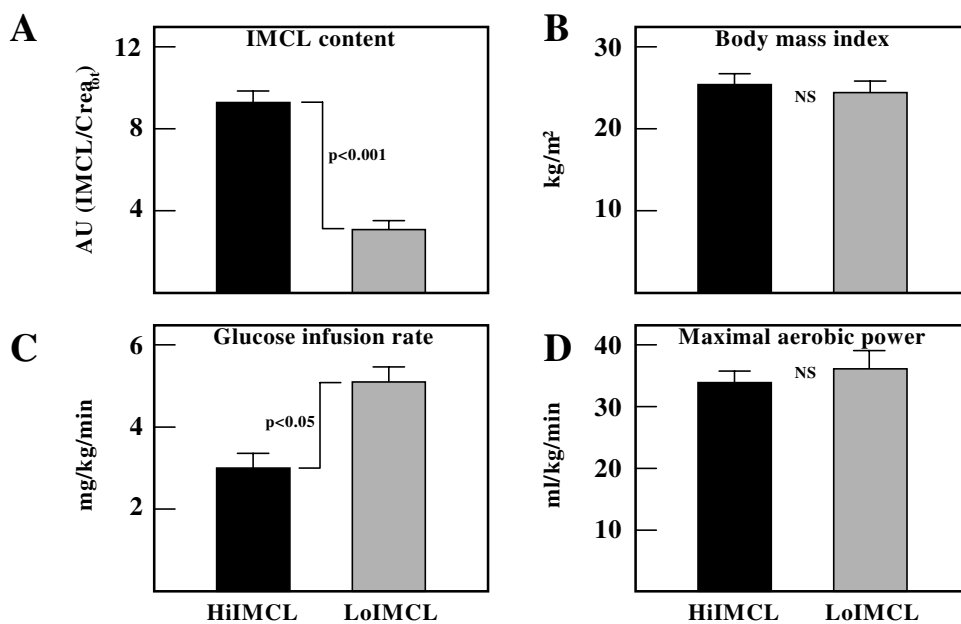 A
IMCL content
AU (IMCL/Crea_tot)
12
8
4
p<0.001
B
Body mass index
kg/m²
30
20
10
NS
C
Glucose infusion rate
mg/kg/min
6
4
2
p<0.05
HiIMCL
LoIMCL
D
Maximal aerobic power
ml/kg/min
40
30
20
10
NS
HiIMCL
LoIMCL